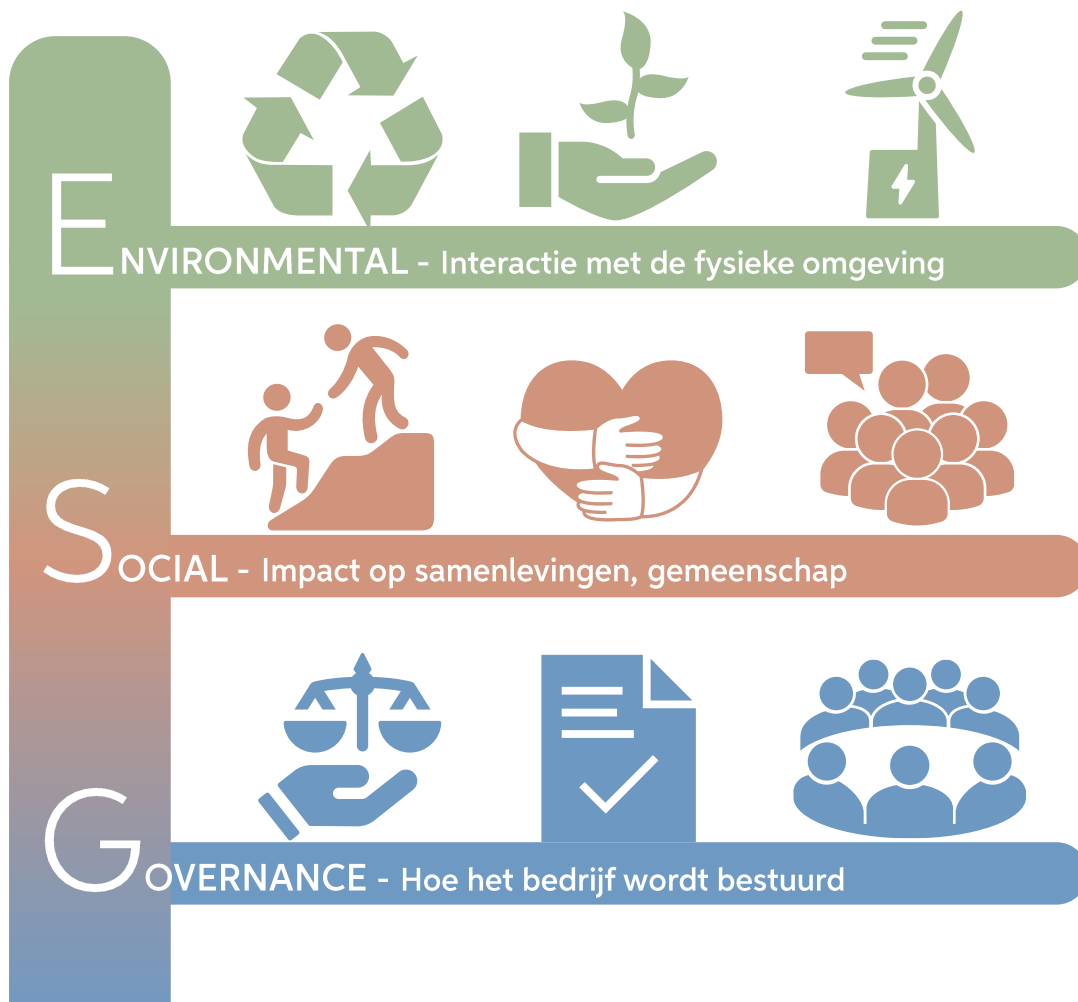 ENVIRONMENTAL - Interactie met de fysieke omgeving
SOCIAL - Impact op samenlevingen, gemeenschap
GOVERNANCE - Hoe het bedrijf wordt bestuurd